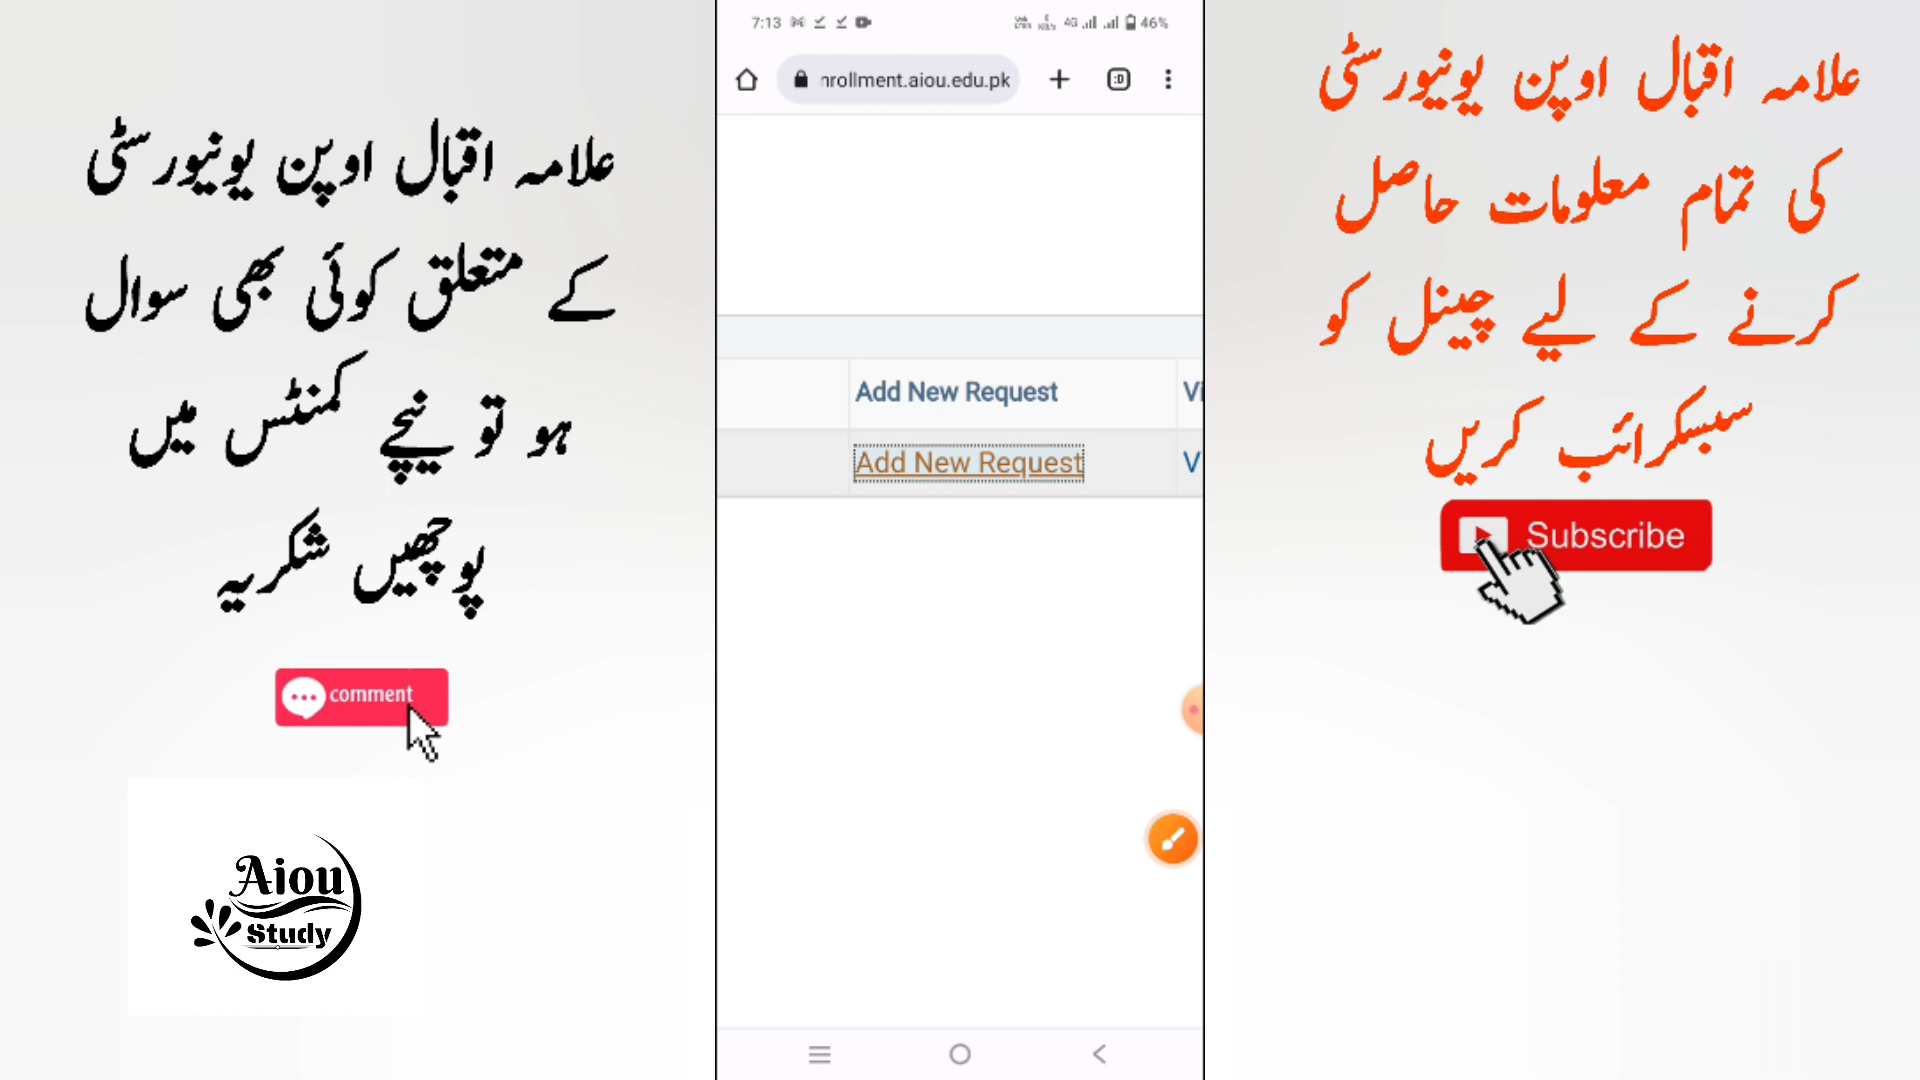 علامہ اقبال اوپن یونیورسٹی
کے متعلق کوئی بھی سوال
ہو تو نیچے کمنٹس میں
پوچھیں شکریہ
comment
Aiou
Study
7:13
4G
46%
nrollment.aiou.edu.pk
:D
Add New Request
Vi
Add New Request
V
علامہ اقبال اوپن یونیورسٹی
کی تمام معلومات حاصل
کرنے کے لیے چینل کو
سبسکرائب کریں
Subscribe